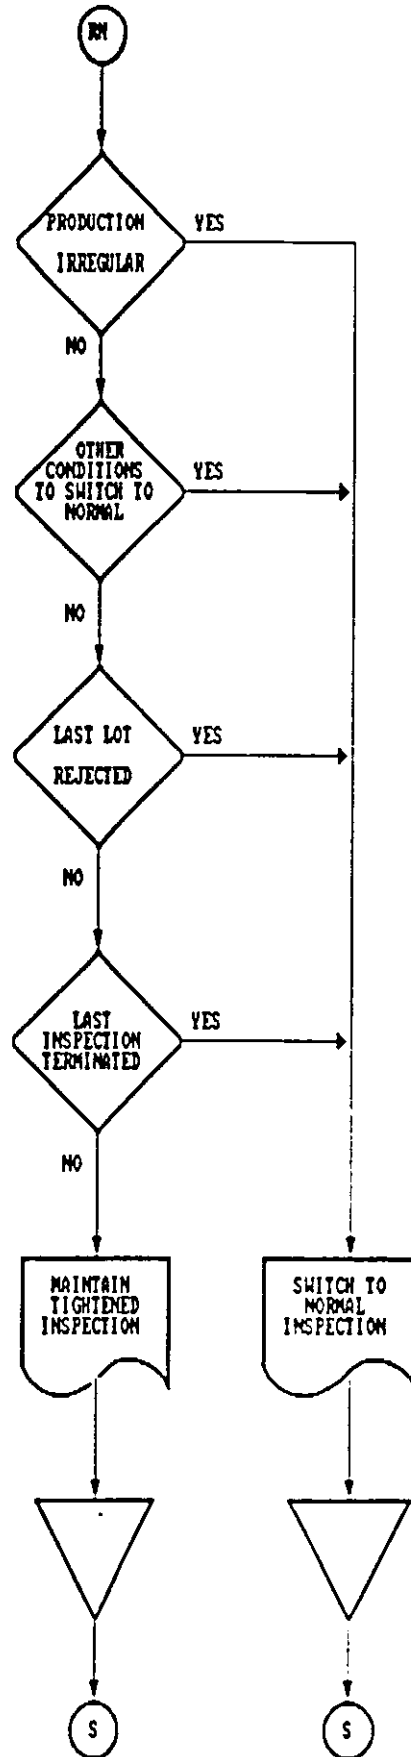 RM
PRODUCTION
YES
IRREGULAR
NO
OTHER
CONDITIONS
TO SWITCH TO
NORMAL
YES
NO
LAST LOT
YES
REJECTED
NO
LAST
INSPECTION
TERMINATED
YES
NO
MAINTAIN
TIGHTENED
INSPECTION
SWITCH TO
NORMAL
INSPECTION
S
S